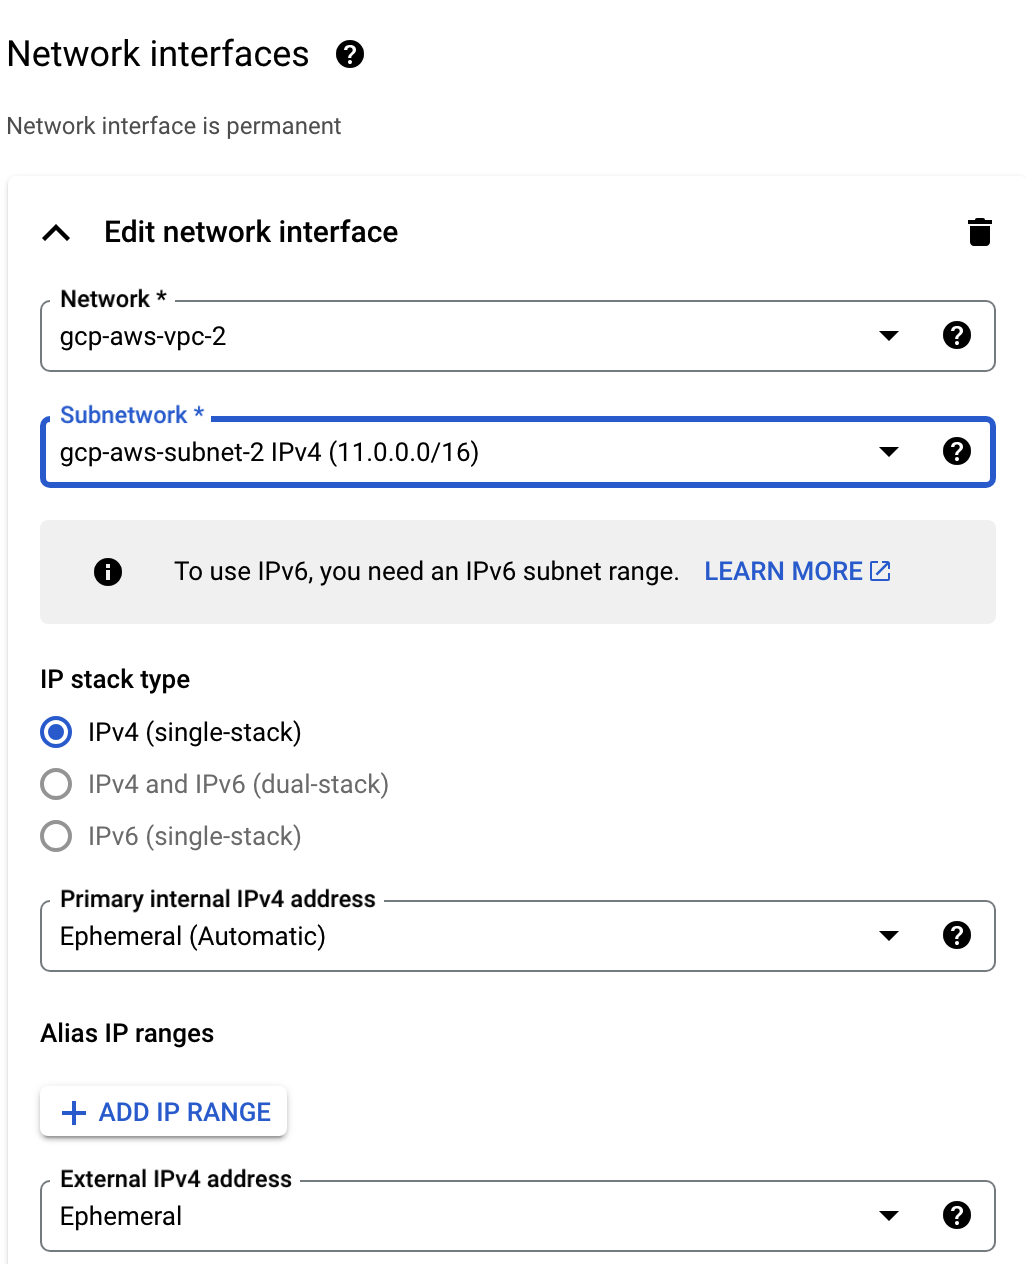 Network interfaces
Network interface is permanent
Edit network interface
Network *
gcp-aws-vpc-2
Subnetwork *
gcp-aws-subnet-2 IPv4 (11.0.0.0/16)
To use IPv6, you need an IPv6 subnet range. LEARN MORE
IP stack type
IPv4 (single-stack)
IPv4 and IPv6 (dual-stack)
IPv6 (single-stack)
Primary internal IPv4 address
Ephemeral (Automatic)
Alias IP ranges
ADD IP RANGE
External IPv4 address
Ephemeral